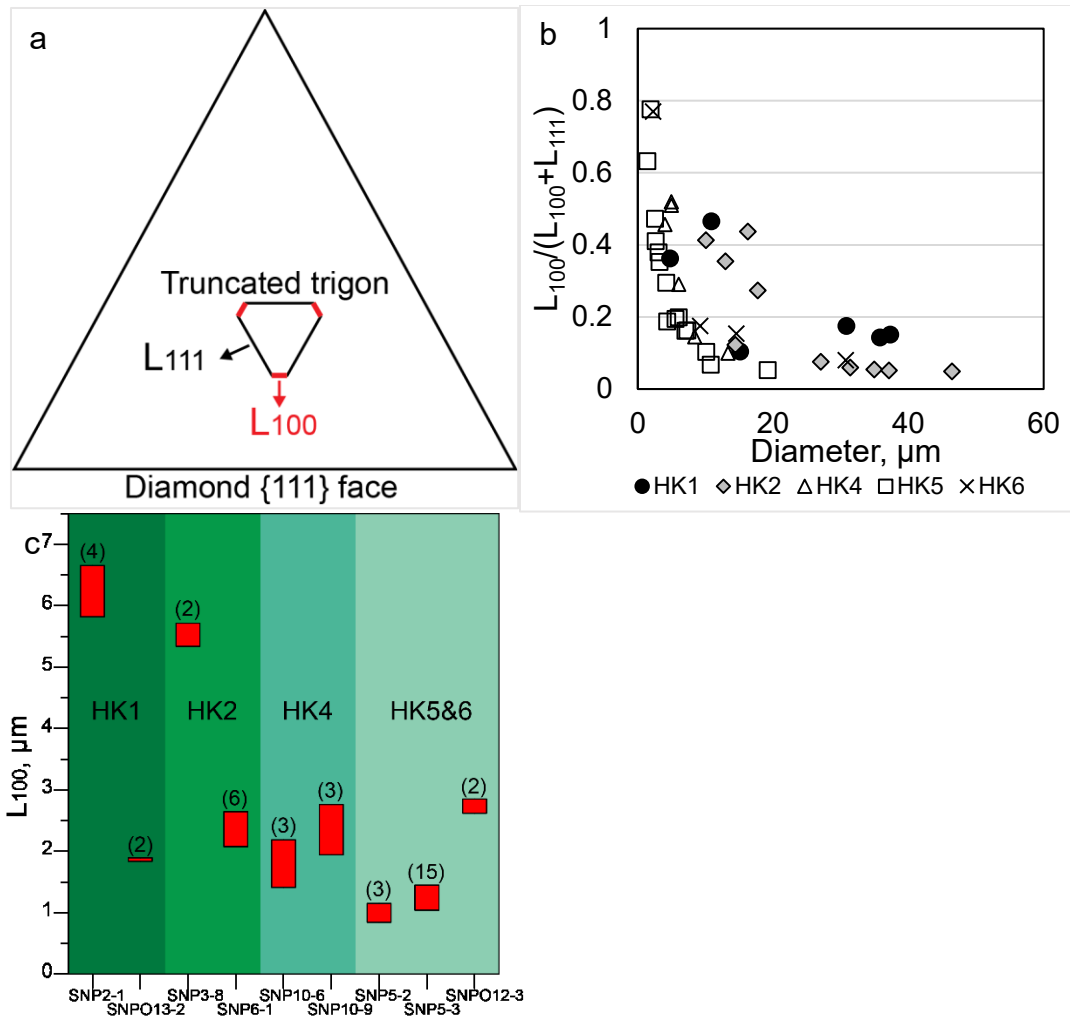 a
Truncated trigon
L111
L100
Diamond {111} face
b
L100/(L100+L111)
1
0.8
0.6
0.4
0.2
0
0 20 40 60
Diameter, µm
HK1 HK2 HK4 HK5 HK6
c
L100, µm
7
6
5
4
3
2
1
0
(4)
(2)
(2)
(6)
(3)
(3)
(3)
(15)
(2)
HK1 HK2 HK4 HK5&6
SNP2-1 SNP3-8 SNP10-6 SNP5-2 SNPO12-3
SNPO13-2 SNP6-1 SNP10-9 SNP5-3